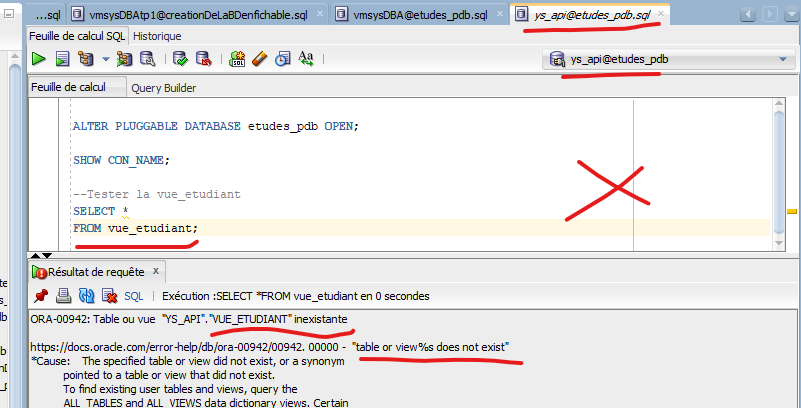 ...sql
vmsysDBAtp1@creationDeLaBDenfichable.sql
vmsysDBA@etudes_pdb.sql
ys_api@etudes_pdb.sql
Feuille de calcul SQL
Historique
SQL
Aa
ys_api@etudes_pdb
Feuille de calcul
Query Builder
ALTER PLUGGABLE DATABASE etudes_pdb OPEN;
SHOW CON_NAME;
--Tester la vue_etudiant
SELECT *
FROM vue_etudiant;
Résultat de requête
SQL | Exécution :SELECT *FROM vue_etudiant en 0 secondes
ORA-00942: Table ou vue "YS_API"."VUE_ETUDIANT" inexistante
https://docs.oracle.com/error-help/db/ora-00942/00942. 00000 - "table or view%s does not exist"
*Cause: The specified table or view did not exist, or a synonym
pointed to a table or view that did not exist.
To find existing user tables and views, query the
ALL_TABLES and ALL_VIEWS data dictionary views. Certain